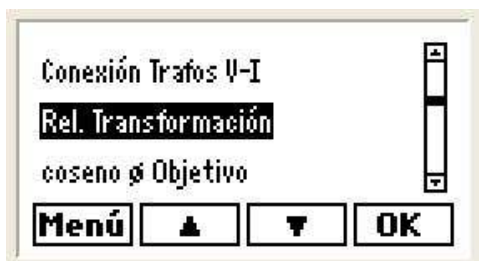 Conexión Trafos V-I
Rel. Transformación
coseno ø Objetivo
Menú ▲ ▼ OK